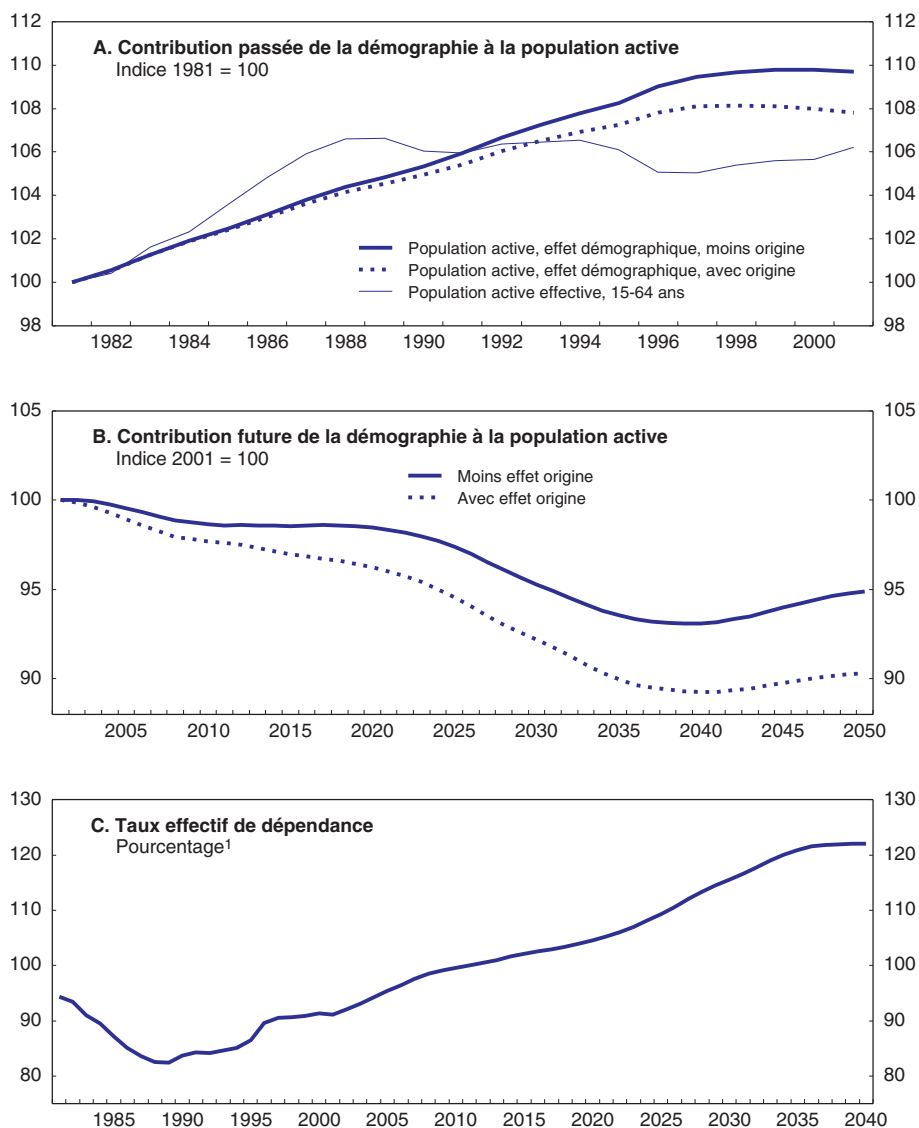 112
112
A. Contribution passée de la démographie à la population active
Indice 1981 = 100
110
110
108
108
106
106
104
104
102
102
100
100
98
98
Population active, effet démographique, moins origine
Population active, effet démographique, avec origine
Population active effective, 15-64 ans
1982 1984 1986 1988 1990 1992 1994 1996 1998 2000
105
105
B. Contribution future de la démographie à la population active
Indice 2001 = 100
Moins effet origine
Avec effet origine
100
100
95
95
90
90
2005 2010 2015 2020 2025 2030 2035 2040 2045 2050
130
130
C. Taux effectif de dépendance
Pourcentage¹
120
120
110
110
100
100
90
90
80
80
1985 1990 1995 2000 2005 2010 2015 2020 2025 2030 2035 2040